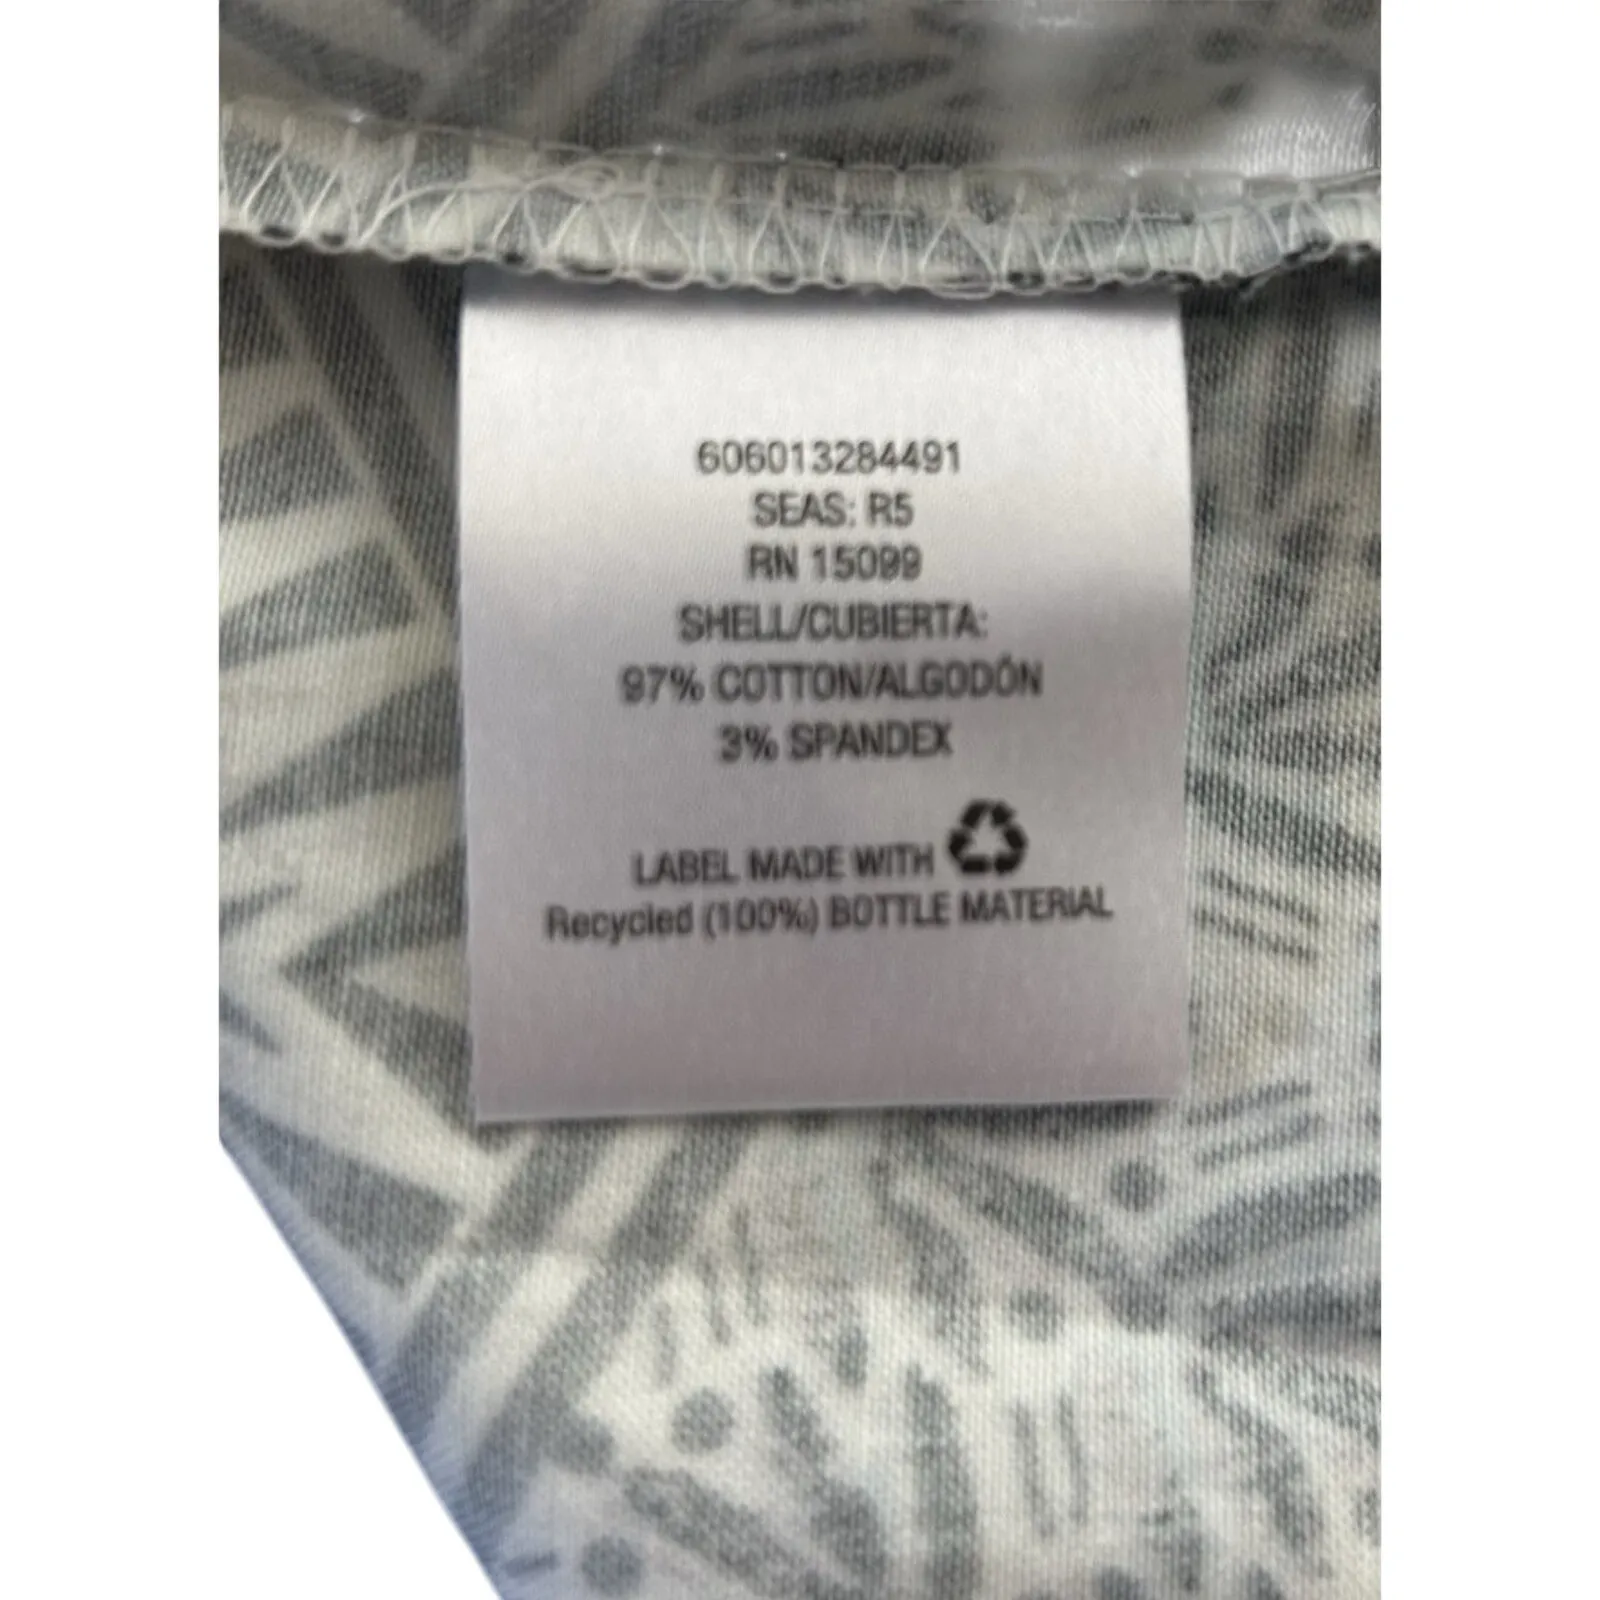 606013284491
SEAS: R5
RN 15099
SHELL/CUBIERTA:
97% COTTON/ALGODÓN
3% SPANDEX
LABEL MADE WITH
Recycled (100%) BOTTLE MATERIAL